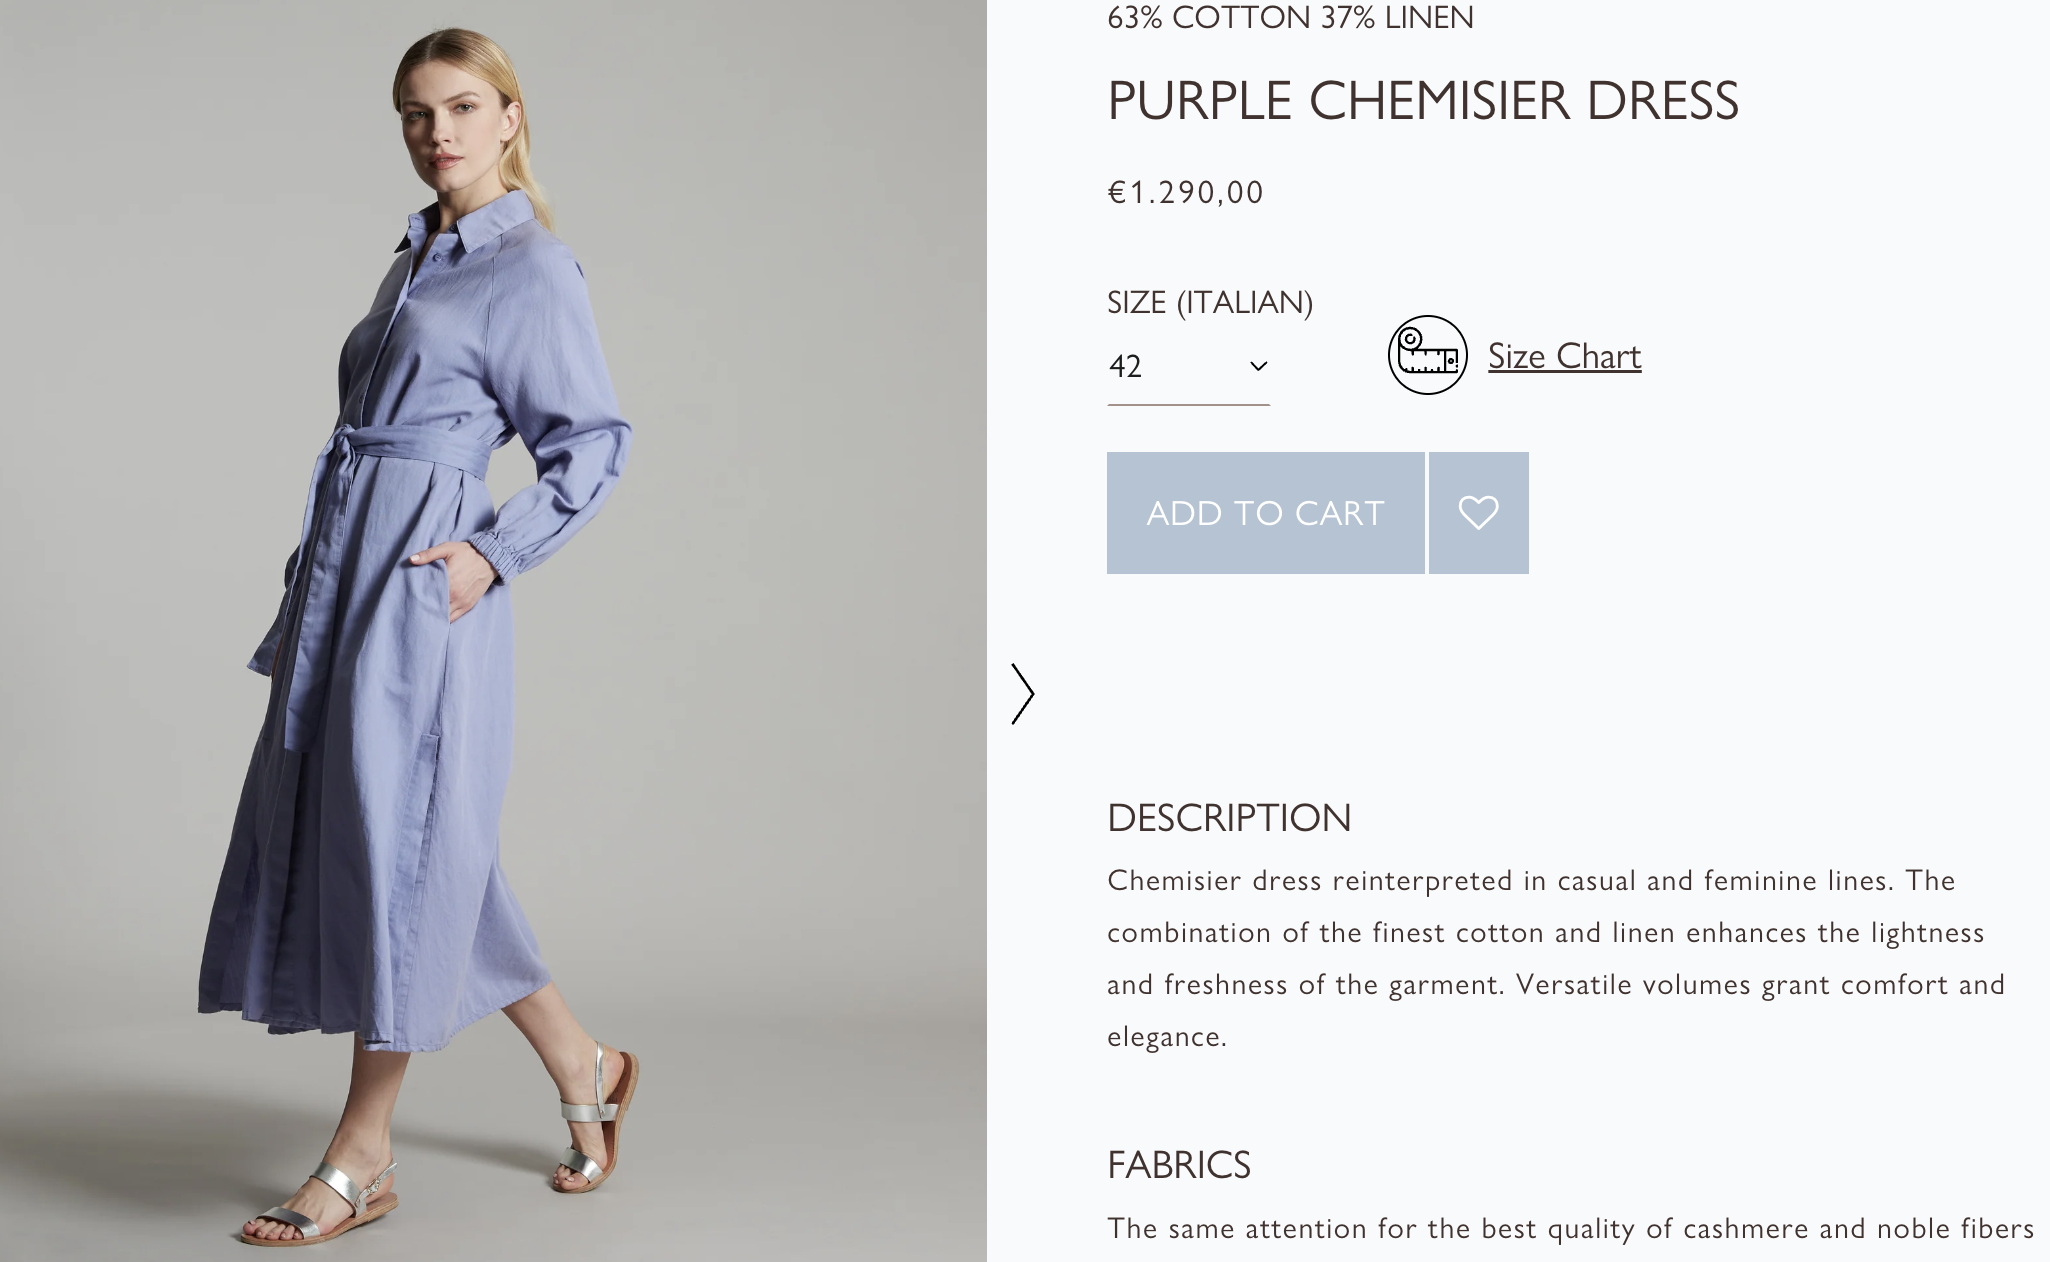 63% COTTON 37% LINEN
PURPLE CHEMISIER DRESS
€1.290,00
SIZE (ITALIAN)
42
Size Chart
ADD TO CART
DESCRIPTION
Chemisier dress reinterpreted in casual and feminine lines. The
combination of the finest cotton and linen enhances the lightness
and freshness of the garment. Versatile volumes grant comfort and
elegance.
FABRICS
The same attention for the best quality of cashmere and noble fibers